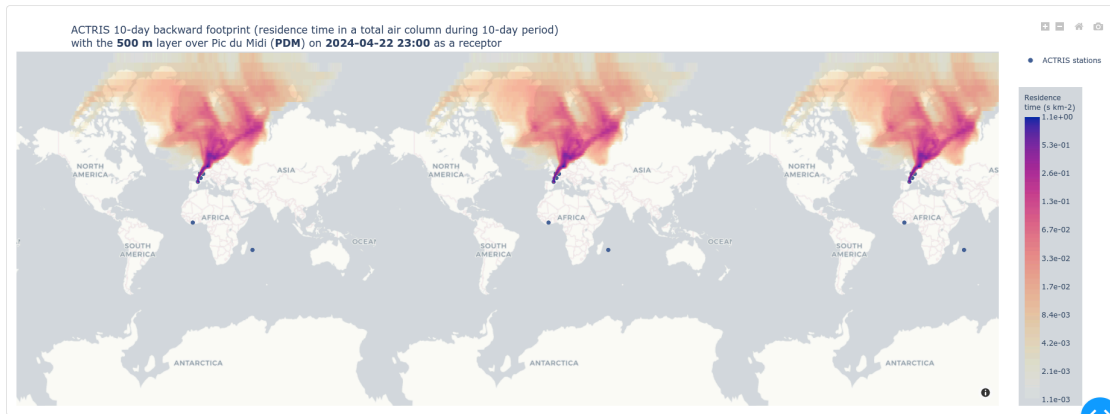 ACTRIS 10-day backward footprint (residence time in a total air column during 10-day period)
with the 500 m layer over Pic du Midi (PDM) on 2024-04-22 23:00 as a receptor
ACTRIS stations
Residence
time (s km-2)
1.1e+00
5.3e-01
2.6e-01
1.3e-01
6.7e-02
3.3e-02
1.7e-02
8.4e-03
4.2e-03
2.1e-03
1.1e-03
NORTH
AMERICA
ASIA
AFRICA
SOUTH
AMERICA
OCEAN
ANTARCTICA
NORTH
AMERICA
ASIA
AFRICA
SOUTH
AMERICA
OCEAN
ANTARCTICA
NORTH
AMERICA
AS
AFRICA
SOUTH
AMERICA
ANTARCTICA